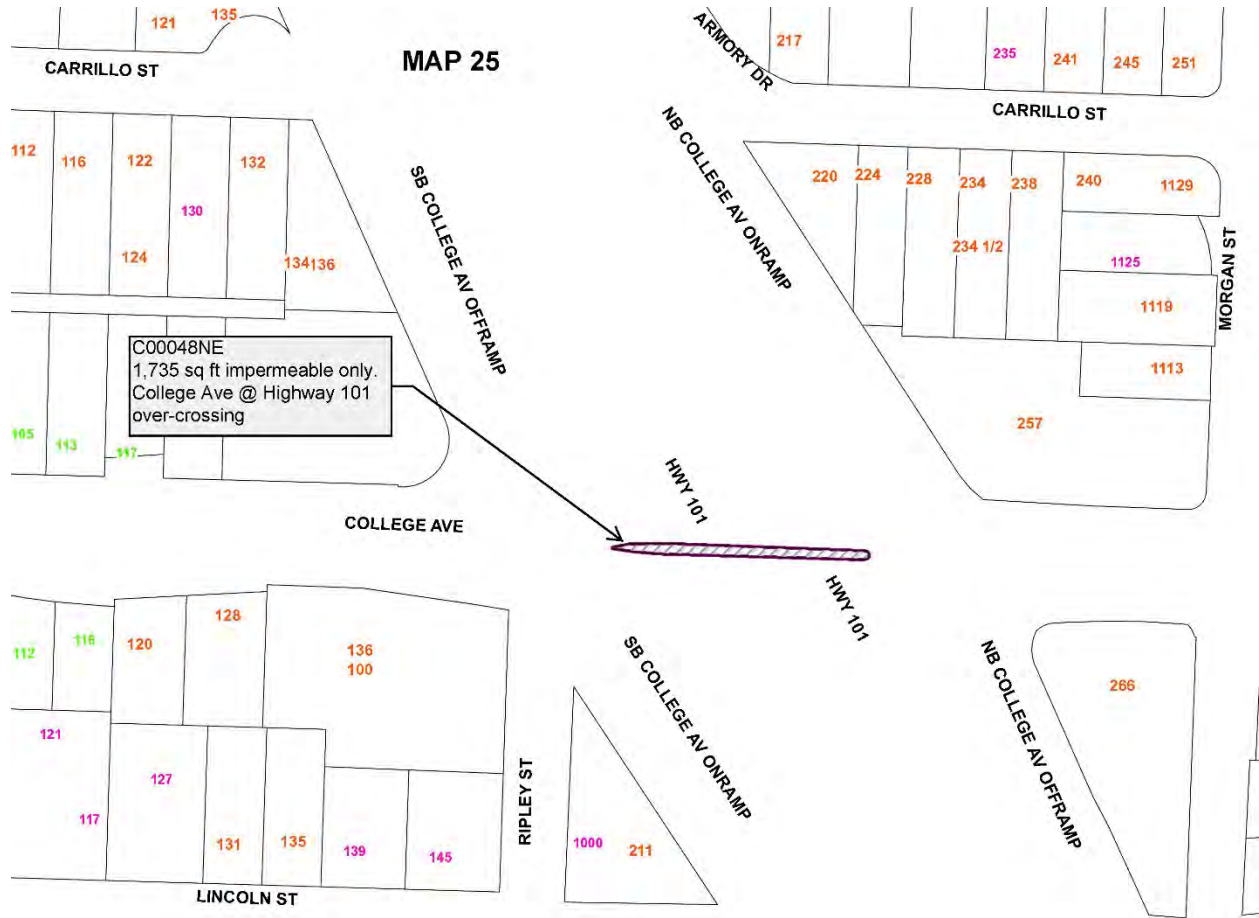 121
135
MAP 25
CARRILLO ST
ARMORY DR
217
235
241
245
251
CARRILLO ST
112
116
122
130
132
124
134136
SB COLLEGE AV OFFRAMP
NB COLLEGE AV ONRAMP
220
224
228
234
238
240
1129
234 1/2
1125
1119
1113
MORGAN ST
257
C00048NE
1,735 sq ft impermeable only.
College Ave @ Highway 101
over-crossing
105
113
117
COLLEGE AVE
HWY 101
HWY 101
112
116
120
128
136
100
121
117
127
131
135
139
145
LINCOLN ST
RIPLEY ST
1000
211
SB COLLEGE AV ONRAMP
NB COLLEGE AV OFFRAMP
266